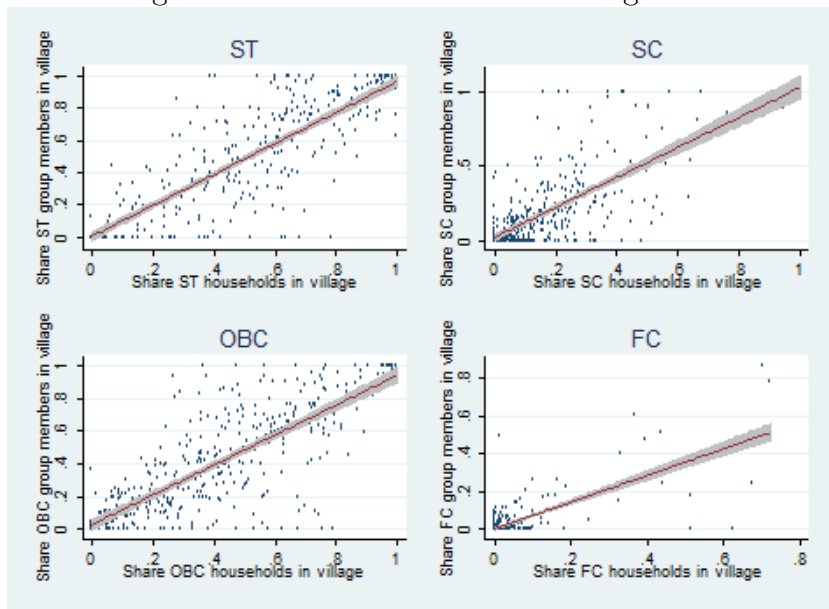 ST
Share ST group members in village
0 .2 .4 .6 .8 1
0 .2 .4 .6 .8 1
Share ST households in village
SC
Share SC group members in village
0 .5 1
0 .2 .4 .6 .8 1
Share SC households in village
OBC
Share OBC group members in village
0 .2 .4 .6 .8 1
0 .2 .4 .6 .8 1
Share OBC households in village
FC
Share FC group members in village
0 .2 .4 .6 .8
0 .2 .4 .6 .8
Share FC households in village